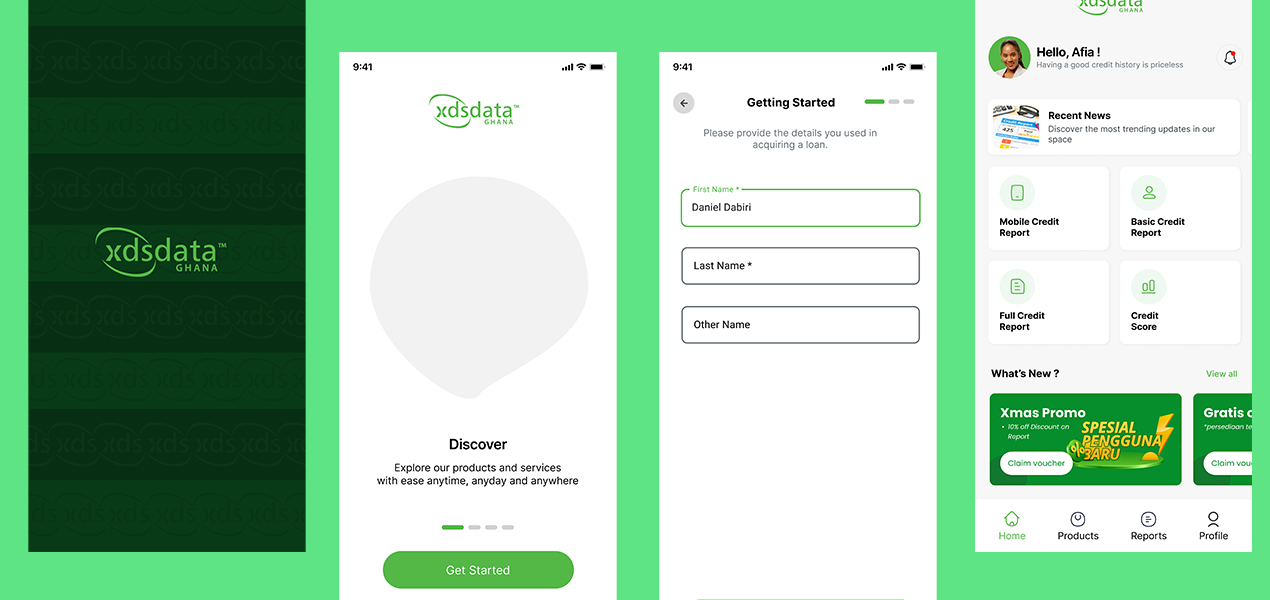 xdsdata™
GHANA
9:41
xdsdata™
GHANA
Discover
Explore our products and services
with ease anytime, anyday and anywhere
Get Started
9:41
Getting Started
Please provide the details you used in
acquiring a loan.
First Name *
Daniel Dabiri
Last Name *
Other Name
xdsdata
GHANA
Hello, Afia !
Having a good credit history is priceless
Recent News
Discover the most trending updates in our
space
Credit Report
425
Mobile Credit
Report
Basic Credit
Report
Full Credit
Report
Credit
Score
What's New ?
View all
Xmas Promo
• 10% off Discount on
Report
SPESIAL
PENGGUNA
BARU
Claim voucher
Gratis
*persediaan te
Claim vou
Home
Products
Reports
Profile